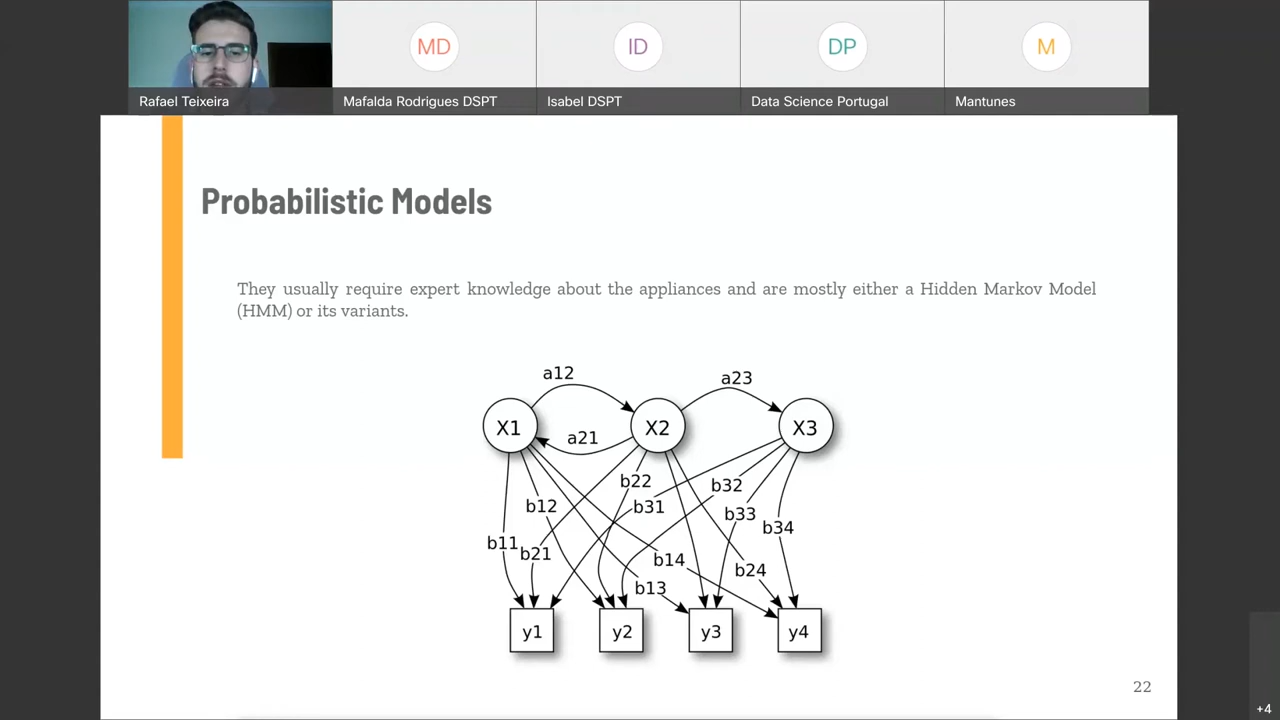 MD
ID
DP
M
Rafael Teixeira
Mafalda Rodrigues DSPT
Isabel DSPT
Data Science Portugal
Mantunes
Probabilistic Models
They usually require expert knowledge about the appliances and are mostly either a Hidden Markov Model
(HMM) or its variants.
a12
a23
X1
X2
X3
a21
b22
b32
b12
b31
b33
b34
b11
b21
b14
b24
b13
y1
y2
y3
y4
22
+4